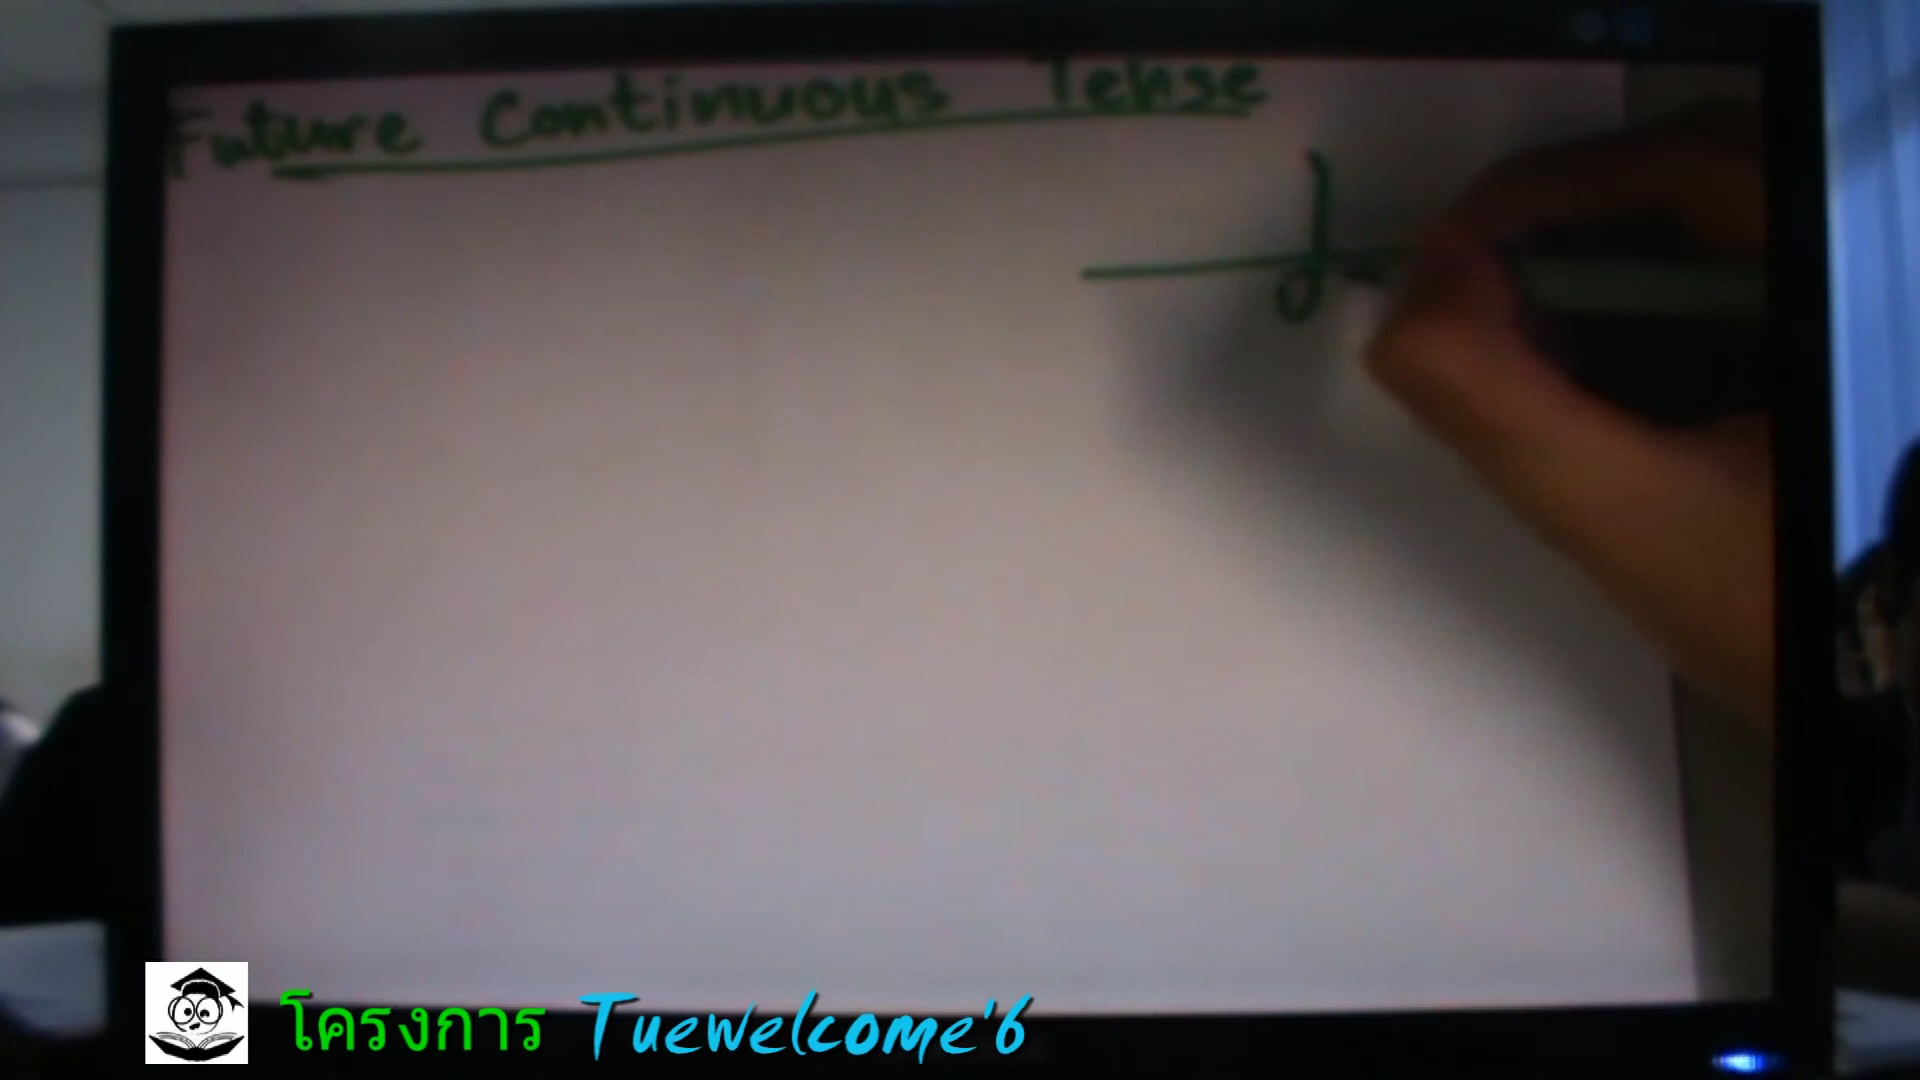 Future Continuous Tense
โครงการ Tuewelcome'6